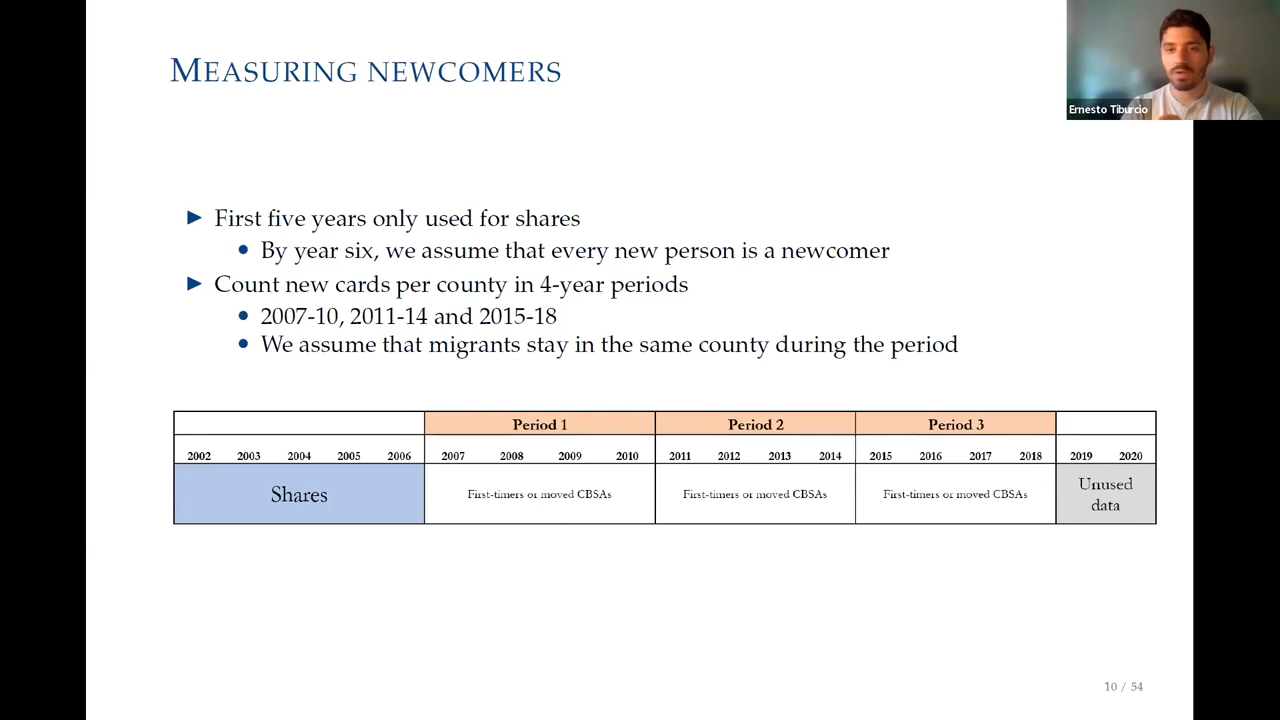 MEASURING NEWCOMERS
Ernesto Tiburcio
► First five years only used for shares
• By year six, we assume that every new person is a newcomer
► Count new cards per county in 4-year periods
• 2007-10, 2011-14 and 2015-18
• We assume that migrants stay in the same county during the period
Period 1 Period 2 Period 3
2002 2003 2004 2005 2006 2007 2008 2009 2010 2011 2012 2013 2014 2015 2016 2017 2018 2019 2020
Shares First-timers or moved CBSAs First-timers or moved CBSAs First-timers or moved CBSAs Unused
data
10 / 54